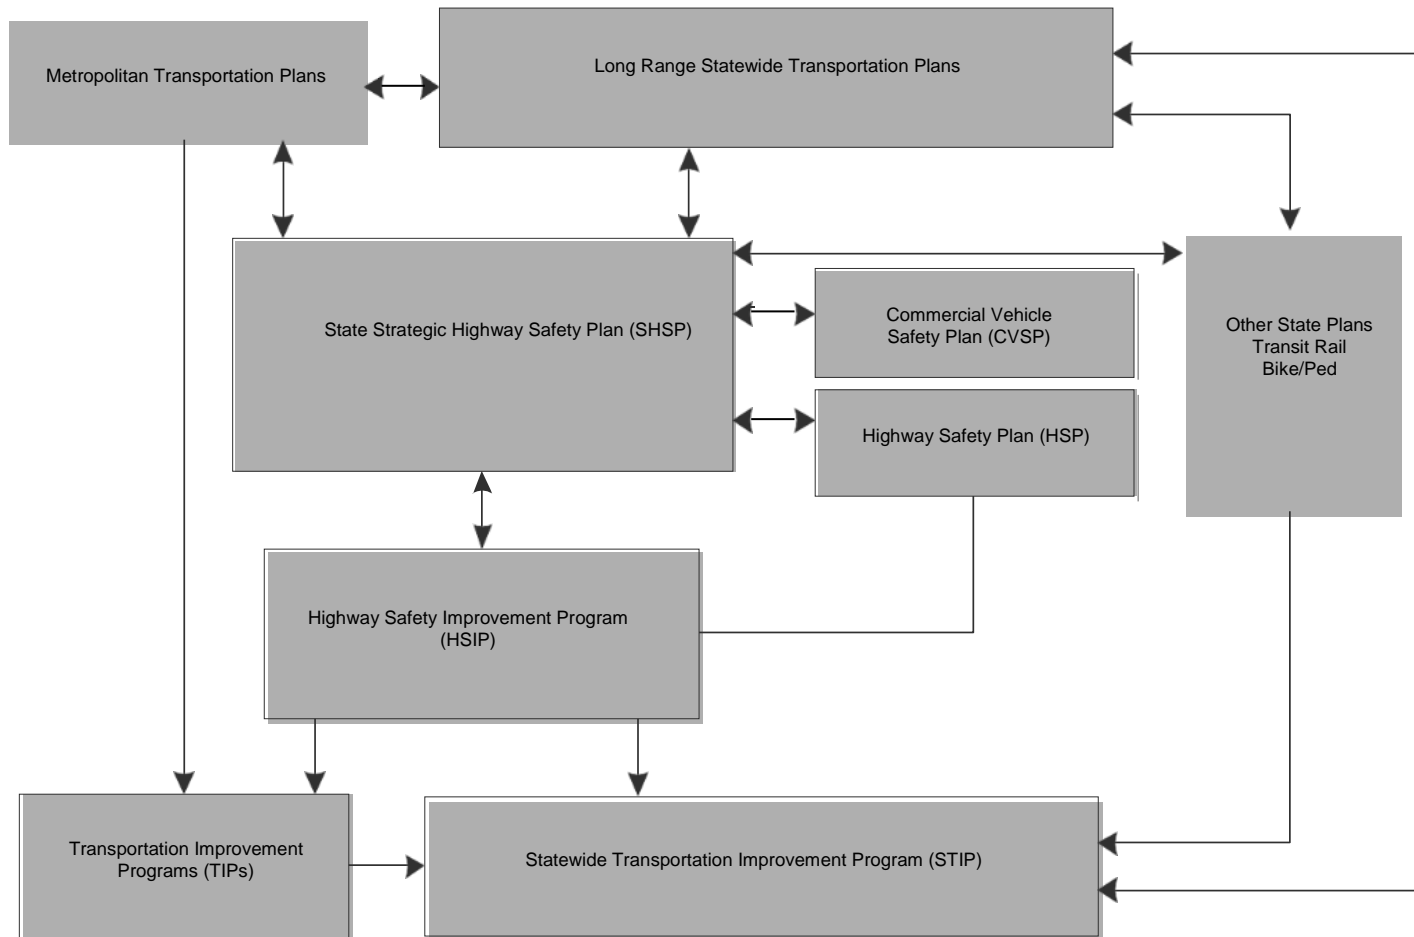 Metropolitan Transportation Plans
Long Range Statewide Transportation Plans
State Strategic Highway Safety Plan (SHSP)
Commercial Vehicle
Safety Plan (CVSP)
Other State Plans
Transit Rail
Bike/Ped
Highway Safety Plan (HSP)
Highway Safety Improvement Program
(HSIP)
Transportation Improvement
Programs (TIPs)
Statewide Transportation Improvement Program (STIP)